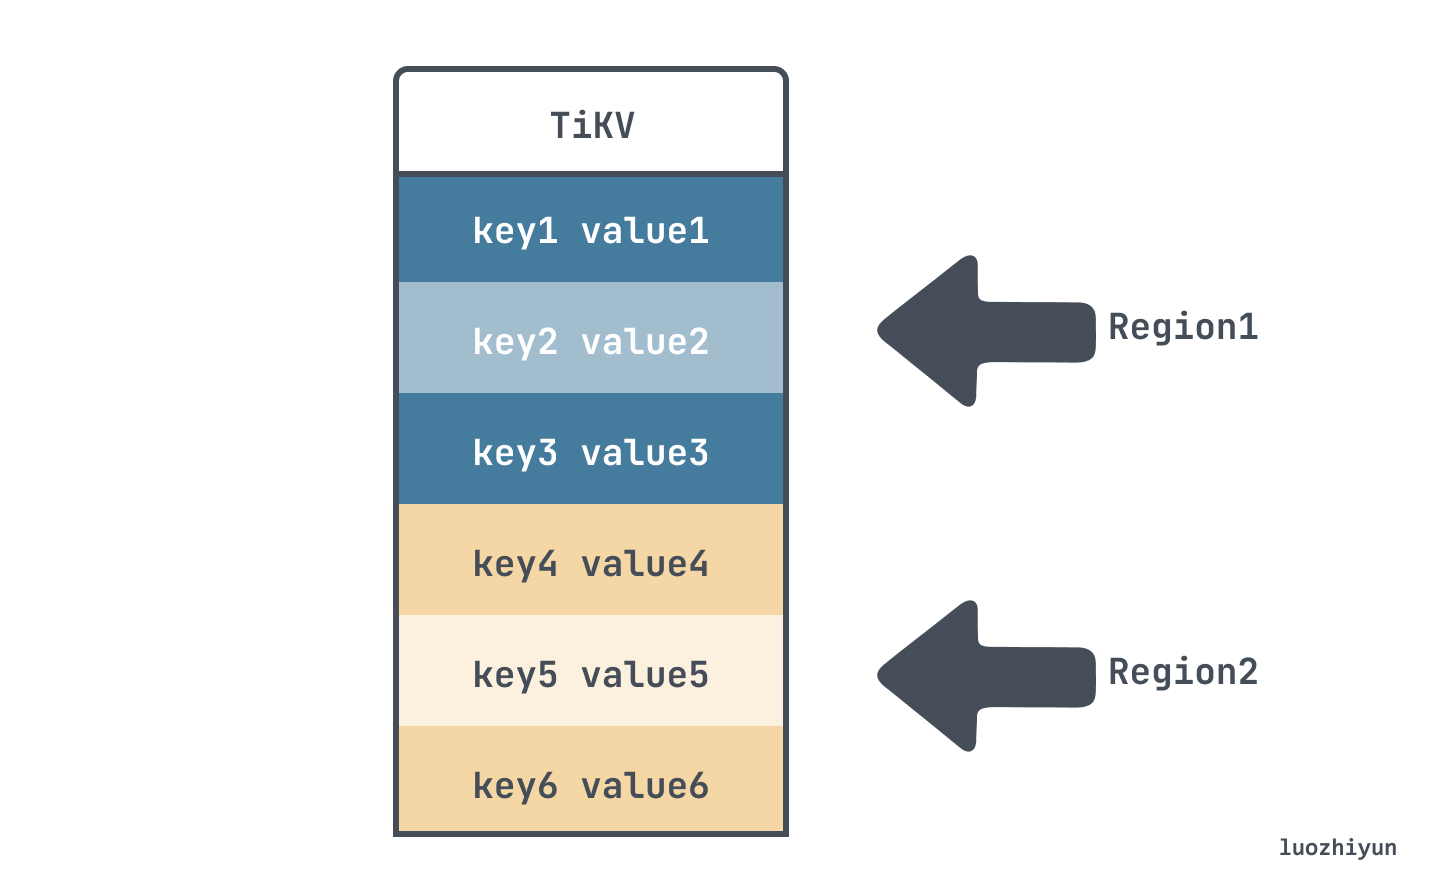 TiKV
key1 value1
key2 value2
Region1
key3 value3
key4 value4
key5 value5
Region2
key6 value6
luozhiyun